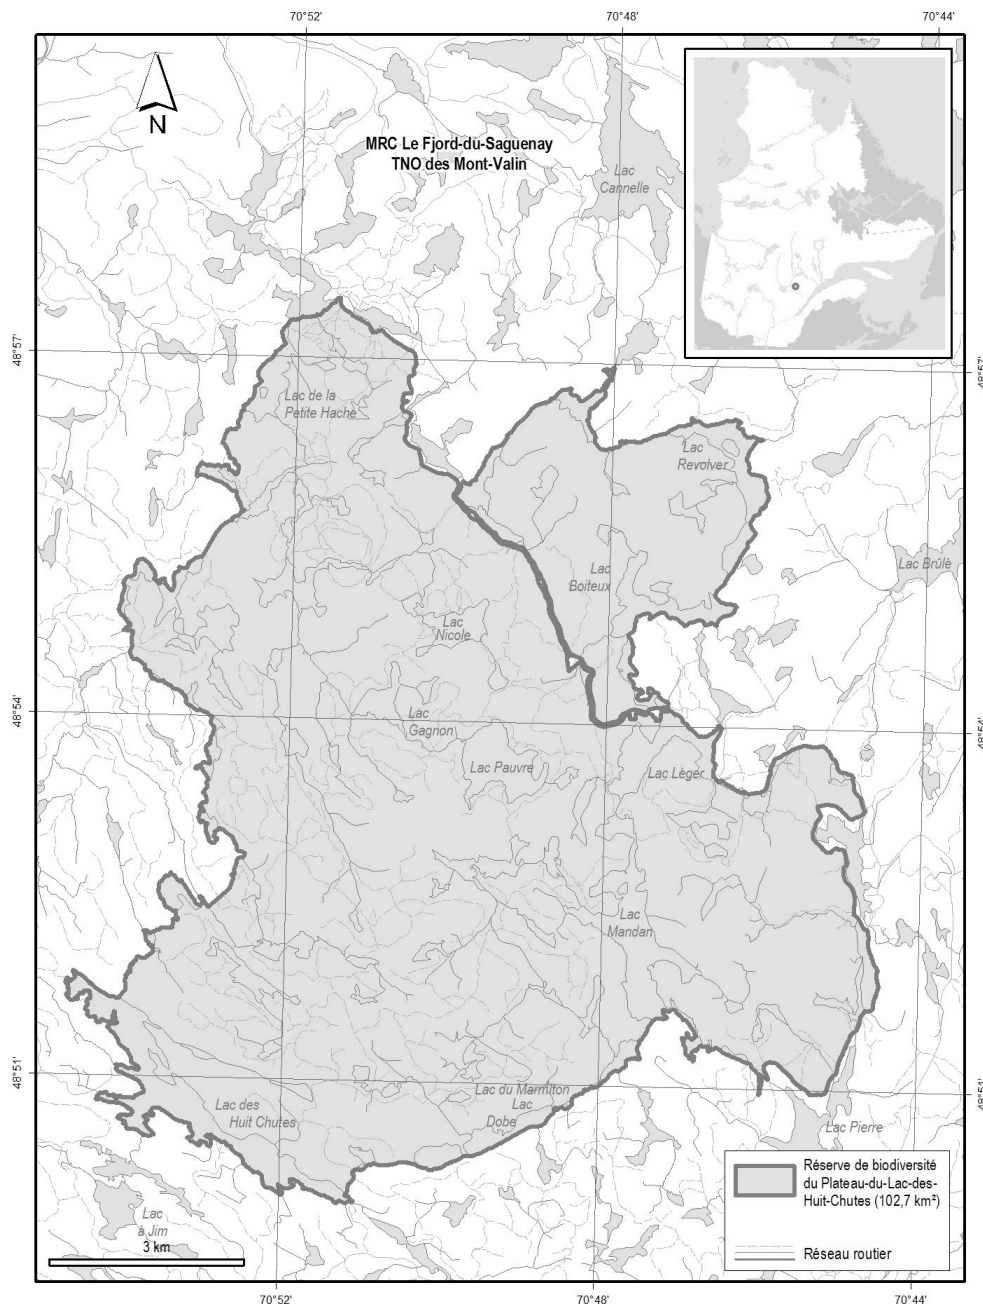 70°52'
70°48'
70°44'
N
MRC Le Fjord-du-Saguenay
TNO des Mont-Valin
Lac
Cannelle
48°57'
48°57'
Lac de la
Petite Hache
Lac
Revolver
Lac Brûlé
Lac
Boiteux
Lac
Nicole
48°54'
48°54'
Lac
Gagnon
Lac Pauvre
Lac Léger
Lac
Mandan
48°51'
48°51'
Lac du Marmiton
Lac
Dobe
Lac des
Huit Chutes
Lac Pierre
Lac
à Jim
3 km
Réserve de biodiversité
du Plateau-du-Lac-des-
Huit-Chutes (102,7 km²)
Réseau routier
70°52'
70°48'
70°44'